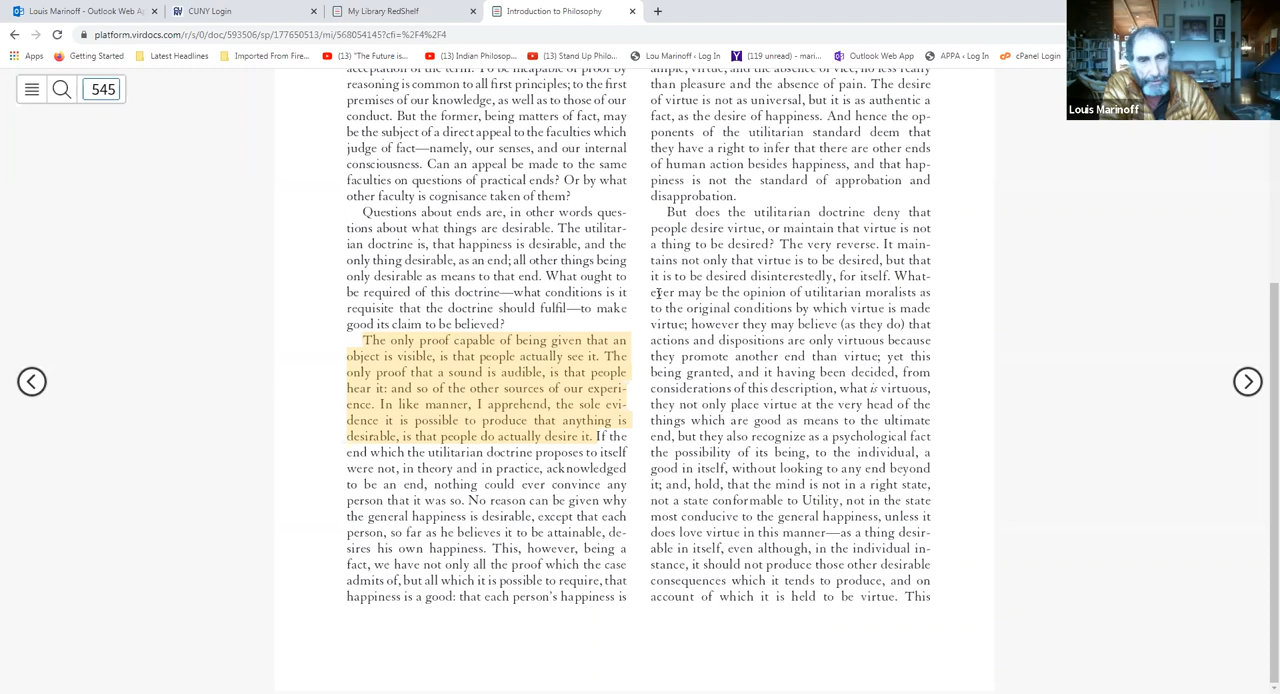 Louis Marinoff - Outlook Web A
CUNY Login
My Library RedShelf
Introduction to Philosophy
platform.virdocs.com/r/s/0/doc/593506/sp/177650513/mi/568054145?cfi=%2F4%2F4
Apps
Getting Started
Latest Headlines
Imported From Fire...
(13) "The Future is...
(13) Indian Philosop...
(13) Stand Up Philo...
Lou Marinoff ‹ Log In
[119 unread] - mari...
Outlook Web App
APPA ‹ Log In
cPanel Login
Louis Marinoff
545
acceptation of the term. To be incapable of proof by
reasoning is common to all first principles; to the first
premises of our knowledge, as well as to those of our
conduct. But the former, being matters of fact, may
be the subject of a direct appeal to the faculties which
judge of fact—namely, our senses, and our internal
consciousness. Can an appeal be made to the same
faculties on questions of practical ends? Or by what
other faculty is cognisance taken of them?
Questions about ends are, in other words ques-
tions about what things are desirable. The utilitar-
ian doctrine is, that happiness is desirable, and the
only thing desirable, as an end; all other things being
only desirable as means to that end. What ought to
be required of this doctrine—what conditions is it
requisite that the doctrine should fulfil—to make
good its claim to be believed?
The only proof capable of being given that an
object is visible, is that people actually see it. The
only proof that a sound is audible, is that people
hear it: and so of the other sources of our experi-
ence. In like manner, I apprehend, the sole evi-
dence it is possible to produce that anything is
desirable, is that people do actually desire it. If the
end which the utilitarian doctrine proposes to itself
were not, in theory and in practice, acknowledged
to be an end, nothing could ever convince any
person that it was so. No reason can be given why
the general happiness is desirable, except that each
person, so far as he believes it to be attainable, de-
sires his own happiness. This, however, being a
fact, we have not only all the proof which the case
admits of, but all which it is possible to require, that
happiness is a good: that each person's happiness is
ample, virtue, and the absence of vice, no less really
than pleasure and the absence of pain. The desire
of virtue is not as universal, but it is as authentic a
fact, as the desire of happiness. And hence the op-
ponents of the utilitarian standard deem that
they have a right to infer that there are other ends
of human action besides happiness, and that hap-
piness is not the standard of approbation and
disapprobation.
But does the utilitarian doctrine deny that
people desire virtue, or maintain that virtue is not
a thing to be desired? The very reverse. It main-
tains not only that virtue is to be desired, but that
it is to be desired disinterestedly, for itself. What-
ever may be the opinion of utilitarian moralists as
to the original conditions by which virtue is made
virtue; however they may believe (as they do) that
actions and dispositions are only virtuous because
they promote another end than virtue; yet this
being granted, and it having been decided, from
considerations of this description, what is virtuous,
they not only place virtue at the very head of the
things which are good as means to the ultimate
end, but they also recognize as a psychological fact
the possibility of its being, to the individual, a
good in itself, without looking to any end beyond
it; and, hold, that the mind is not in a right state,
not a state conformable to Utility, not in the state
most conducive to the general happiness, unless it
does love virtue in this manner—as a thing desir-
able in itself, even although, in the individual in-
stance, it should not produce those other desirable
consequences which it tends to produce, and on
account of which it is held to be virtue. This